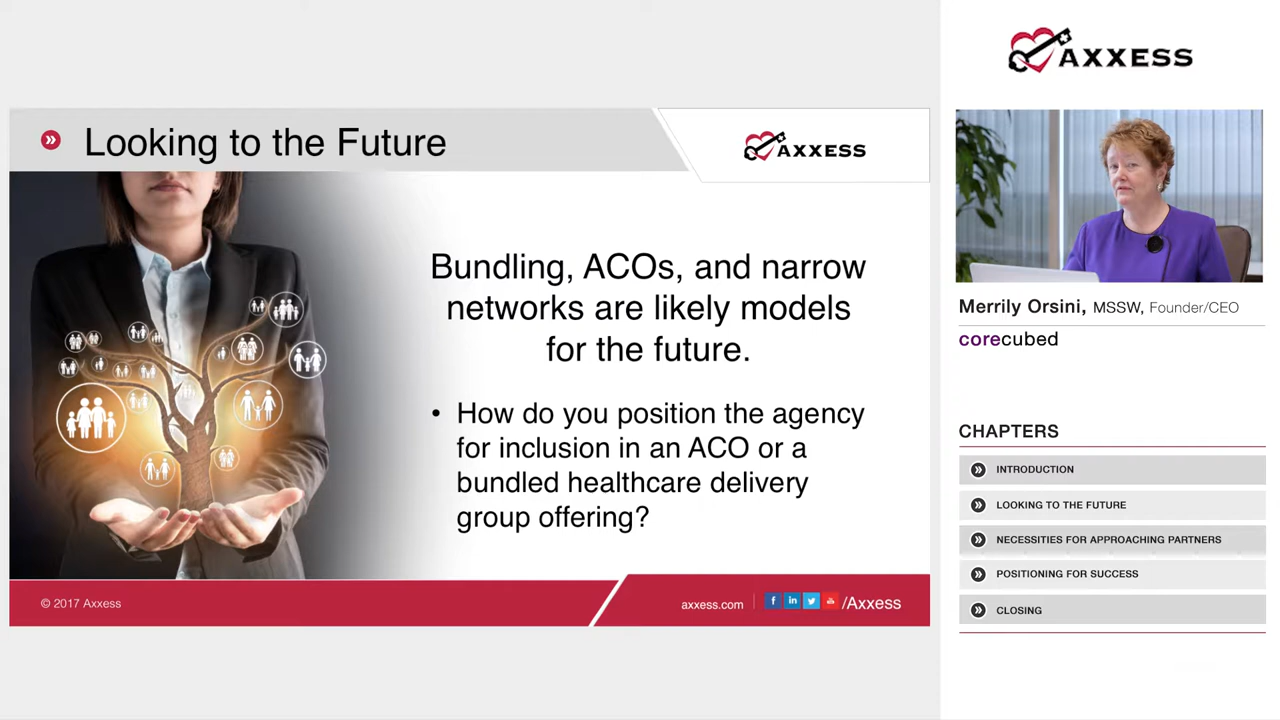 Looking to the Future
AXXESS
Bundling, ACOs, and narrow
networks are likely models
for the future.
• How do you position the agency
for inclusion in an ACO or a
bundled healthcare delivery
group offering?
© 2017 Axxess
axxess.com
/Axxess
AXXESS
Merrily Orsini, MSSW, Founder/CEO
corecubed
CHAPTERS
INTRODUCTION
LOOKING TO THE FUTURE
NECESSITIES FOR APPROACHING PARTNERS
POSITIONING FOR SUCCESS
CLOSING